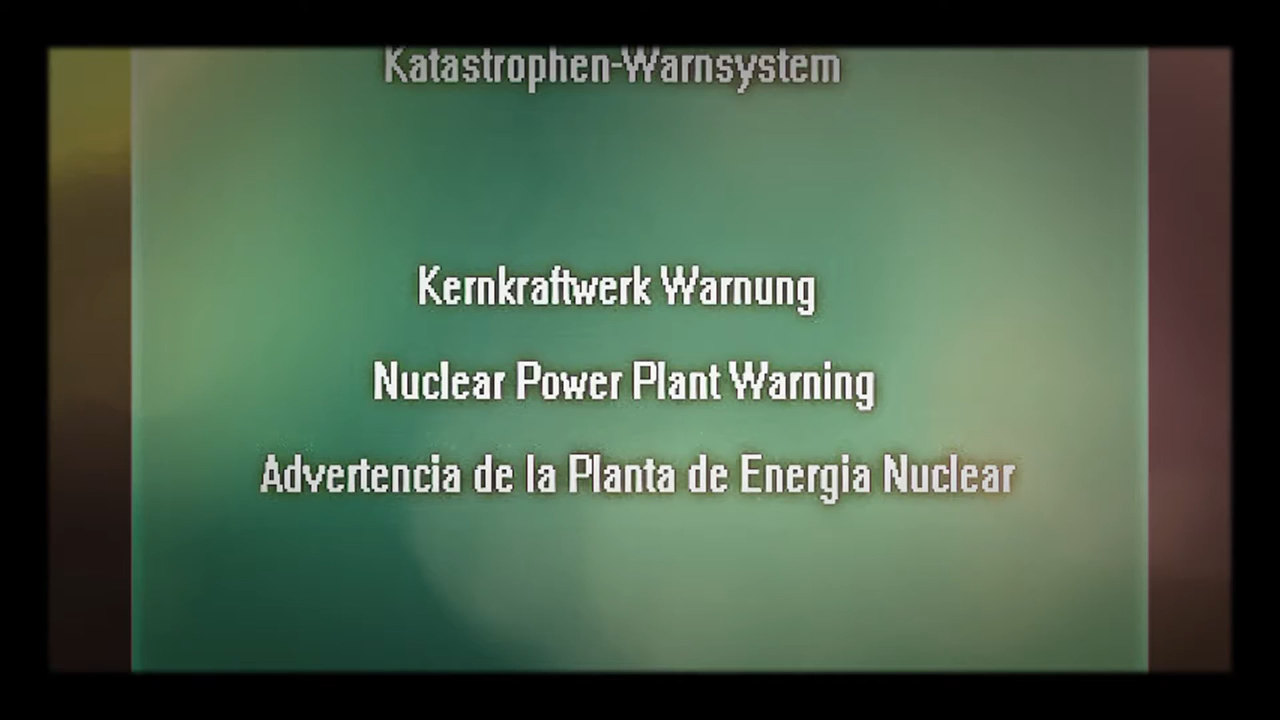 Katastrophen-Warnsystem
Kernkraftwerk Warnung
Nuclear Power Plant Warning
Advertencia de la Planta de Energia Nuclear